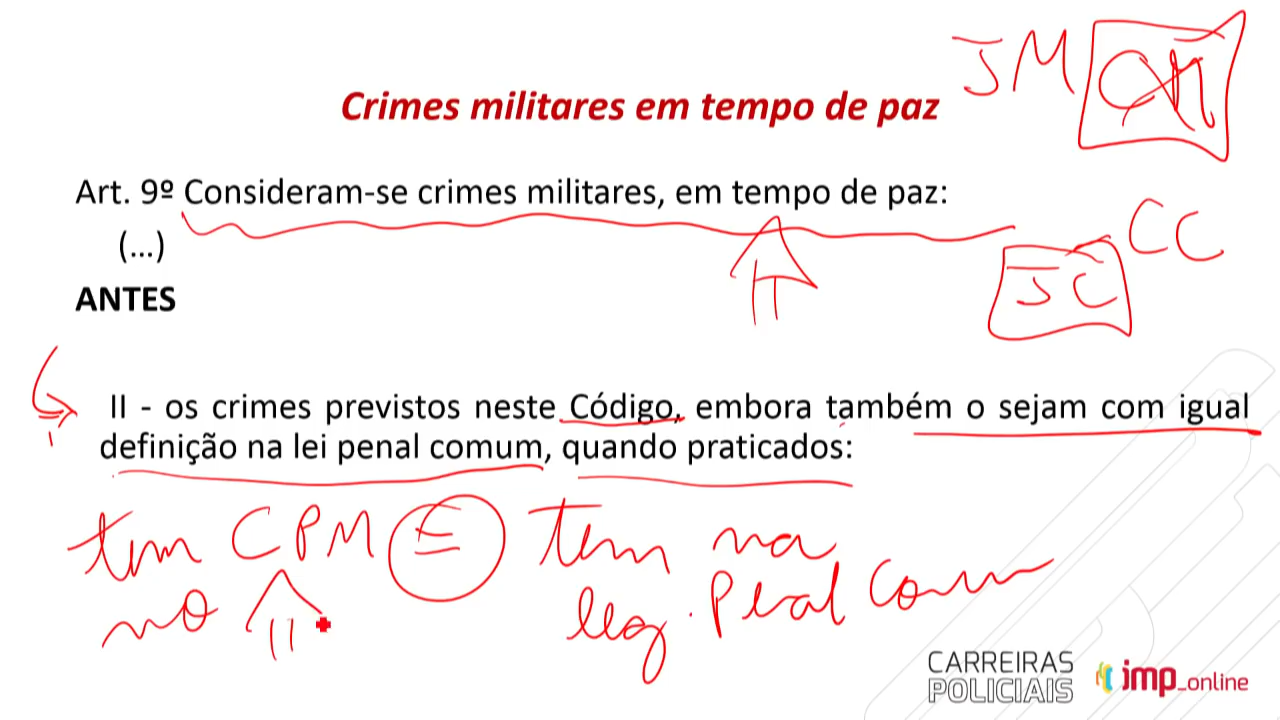 JM CM
Crimes militares em tempo de paz
Art. 9º Consideram-se crimes militares, em tempo de paz:
CC
(...)
JC
ANTES
II - os crimes previstos neste Código, embora também o sejam com igual
definição na lei penal comum, quando praticados:
tem CPM = tem na
no leg. Penal Comum
CARREIRAS
POLICIAIS
imp_online